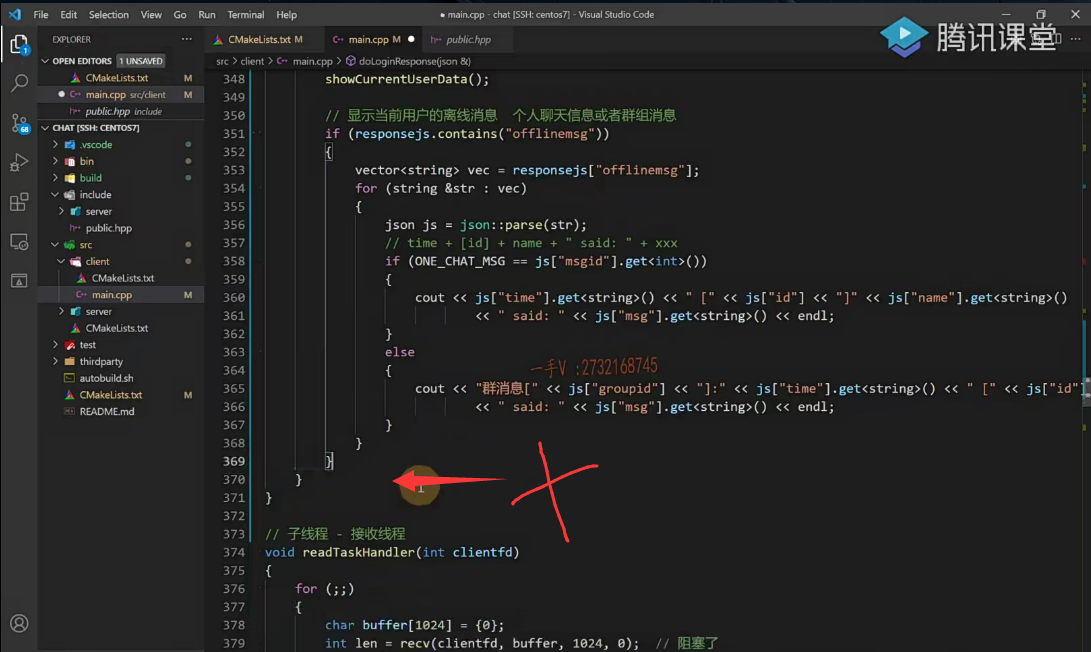 File Edit Selection View Go Run Terminal Help
● main.cpp - chat [SSH: centos7] - Visual Studio Code
腾讯课堂
EXPLORER
OPEN EDITORS 1 UNSAVED
CMakeLists.txt M
● main.cpp src/client M
h++ public.hpp include
CHAT [SSH: CENTOS7]
.vscode
bin
build
include
server
h++ public.hpp
src
client
CMakeLists.txt
C++ main.cpp M
server
CMakeLists.txt
test
thirdparty
autobuild.sh
CMakeLists.txt M
README.md
1
68
CMakeLists.txt M
C++ main.cpp M ●
h++ public.hpp
src > client > C++ main.cpp > doLoginResponse(json &)
348 showCurrentUserData();
349
350 // 显示当前用户的离线消息 个人聊天信息或者群组消息
351 if (responsejs.contains("offlinemsg"))
352 {
353 vector<string> vec = responsejs["offlinemsg"];
354 for (string &str : vec)
355 {
356 json js = json::parse(str);
357 // time + [id] + name + " said: " + xxx
358 if (ONE_CHAT_MSG == js["msgid"].get<int>())
359 {
360 cout << js["time"].get<string>() << " [" << js["id"] << "]" << js["name"].get<string>()
361 << " said: " << js["msg"].get<string>() << endl;
362 }
363 else
364 {
一手V :2732168745
365 cout << "群消息[" << js["groupid"] << "]:" << js["time"].get<string>() << " [" << js["id"]
366 << " said: " << js["msg"].get<string>() << endl;
367 }
368 }
369 }
370 }
371 }
372
373 // 子线程 - 接收线程
374 void readTaskHandler(int clientfd)
375 {
376 for (;;)
377 {
378 char buffer[1024] = {0};
379 int len = recv(clientfd, buffer, 1024, 0); // 阻塞了